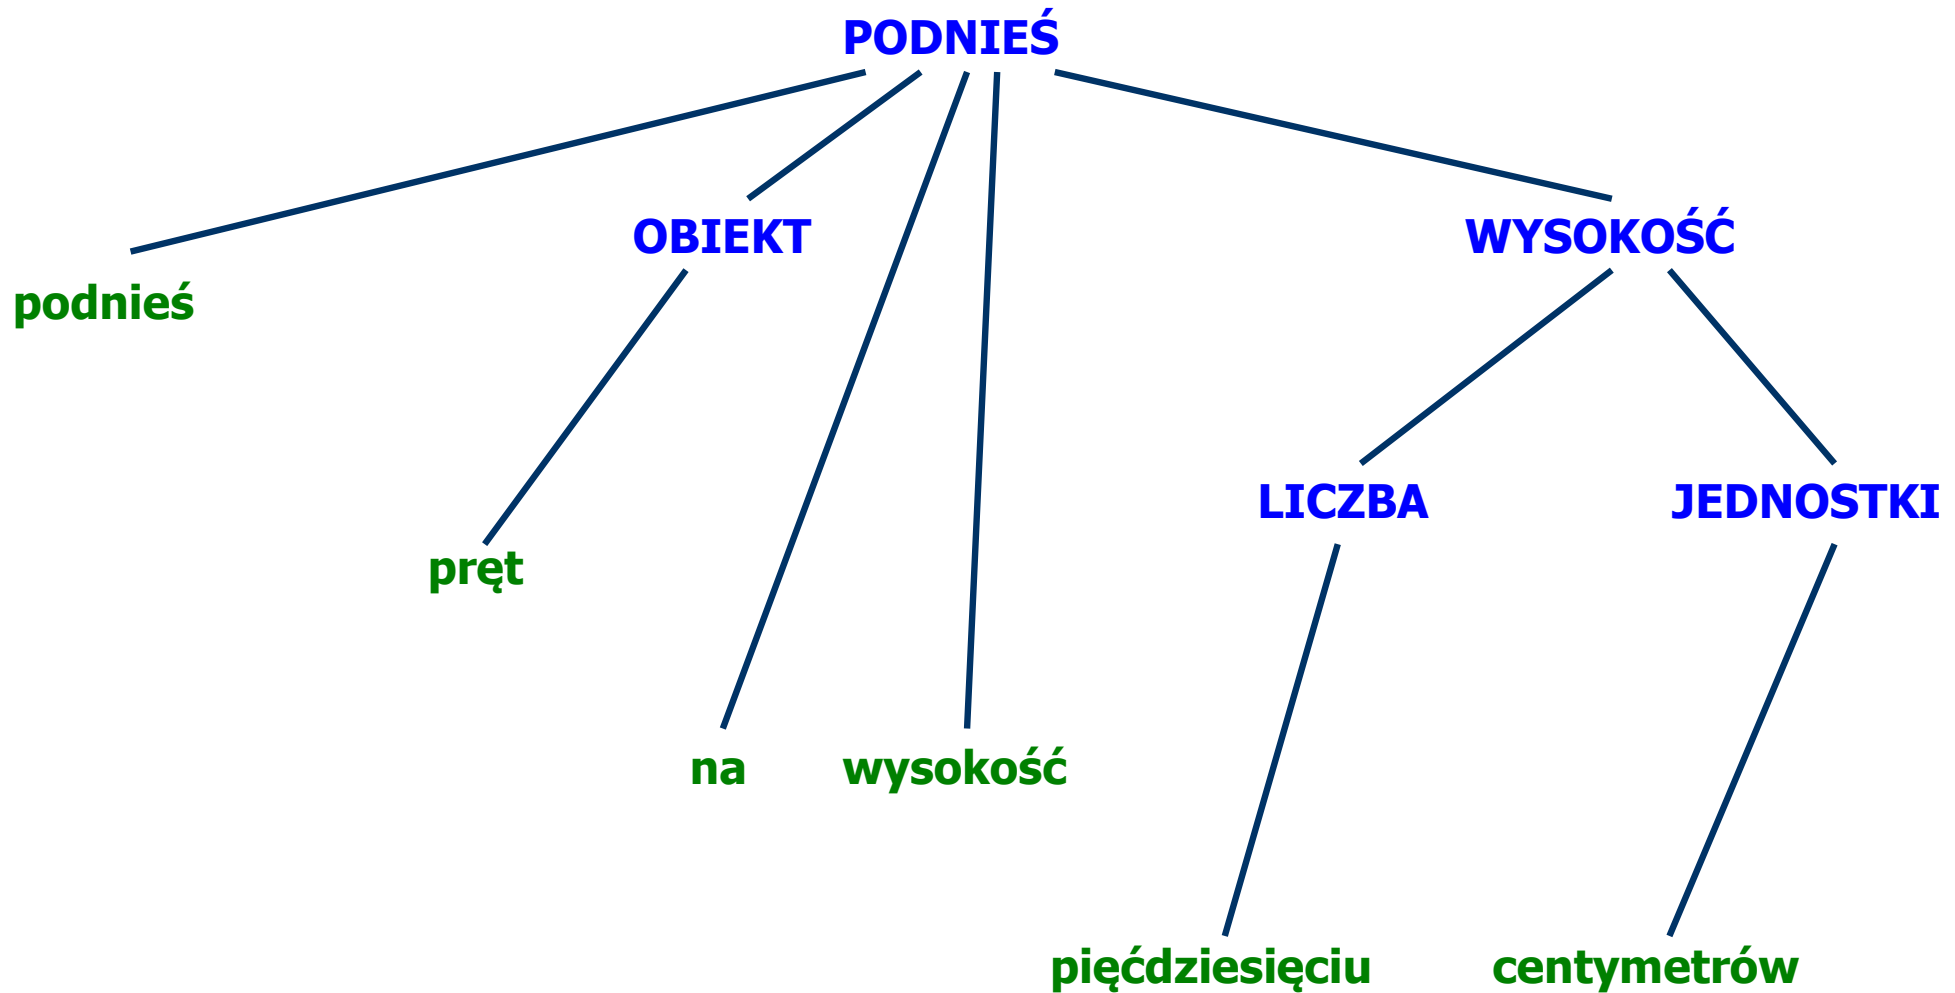 PODNIEŚ
OBIEKT
WYSOKOŚĆ
podnieś
LICZBA
JEDNOSTKI
pręt
na
wysokość
pięćdziesięciu
centymetrów